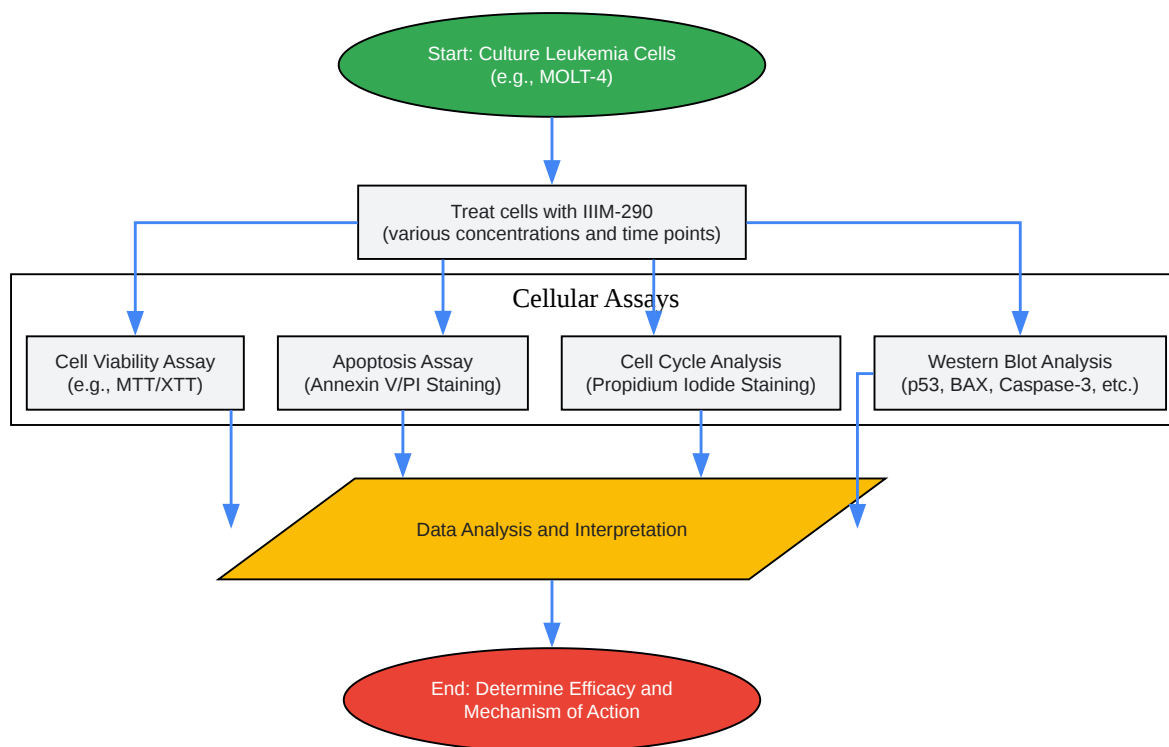 Start: Culture Leukemia Cells
(e.g., MOLT-4)
Treat cells with IIIM-290
(various concentrations and time points)
Cellular Assays
Cell Viability Assay
(e.g., MTT/XTT)
Apoptosis Assay
(Annexin V/PI Staining)
Cell Cycle Analysis
(Propidium Iodide Staining)
Western Blot Analysis
(p53, BAX, Caspase-3, etc.)
Data Analysis and Interpretation
End: Determine Efficacy and
Mechanism of Action